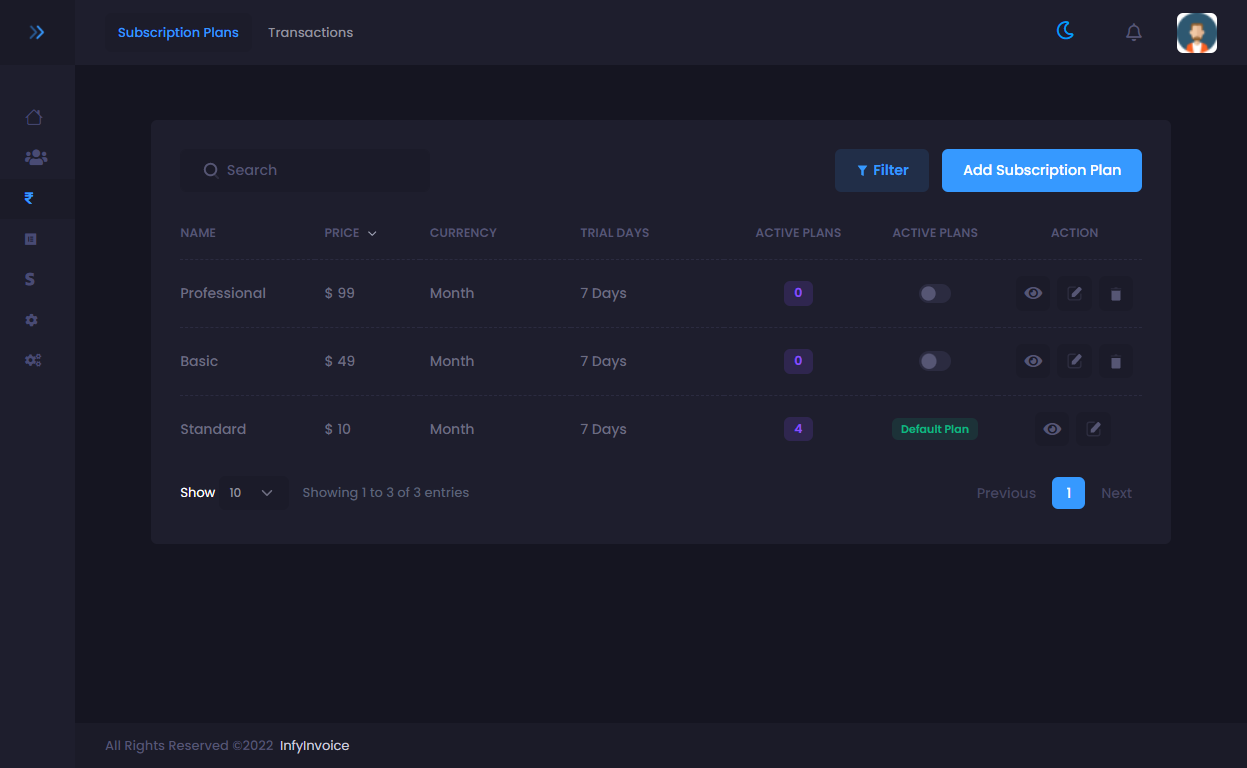 Subscription Plans Transactions
Search Filter Add Subscription Plan
NAME PRICE CURRENCY TRIAL DAYS ACTIVE PLANS ACTIVE PLANS ACTION
Professional $ 99 Month 7 Days 0
Basic $ 49 Month 7 Days 0
Standard $ 10 Month 7 Days 4 Default Plan
Show 10 Showing 1 to 3 of 3 entries Previous 1 Next
All Rights Reserved ©2022 InfyInvoice